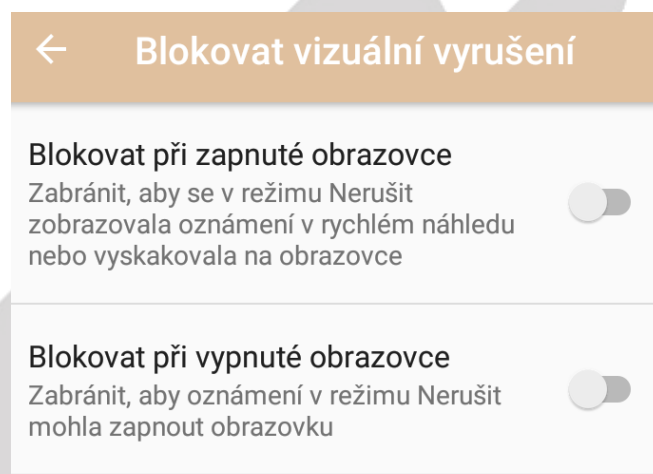 Blokovat vizuální vyrušení
Blokovat při zapnuté obrazovce
Zabránit, aby se v režimu Nerušit
zobrazovala oznámení v rychlém náhledu
nebo vyskakovala na obrazovce
Blokovat při vypnuté obrazovce
Zabránit, aby oznámení v režimu Nerušit
mohla zapnout obrazovku